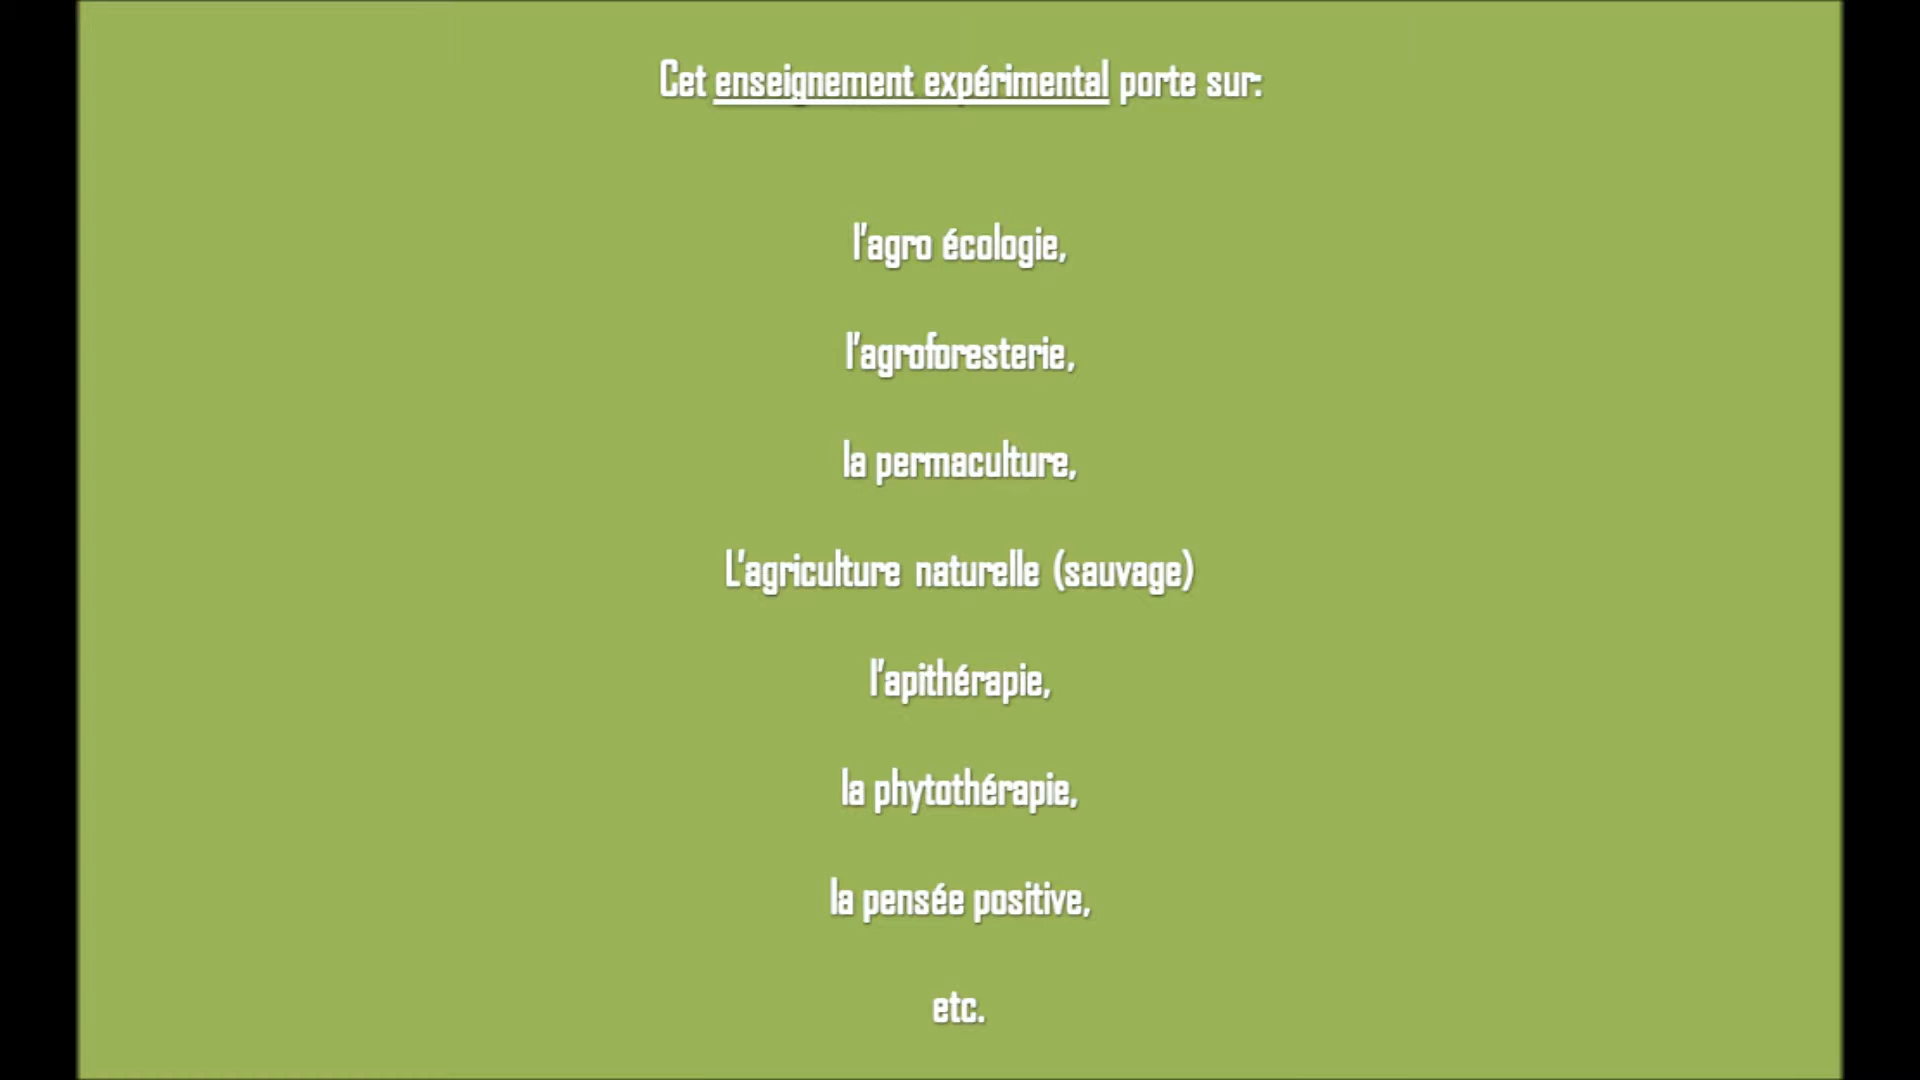 Cet enseignement expérimental porte sur:
l'agro écologie,
l'agroforesterie,
la permaculture,
L'agriculture naturelle (sauvage)
l'apithérapie,
la phytothérapie,
la pensée positive,
etc.